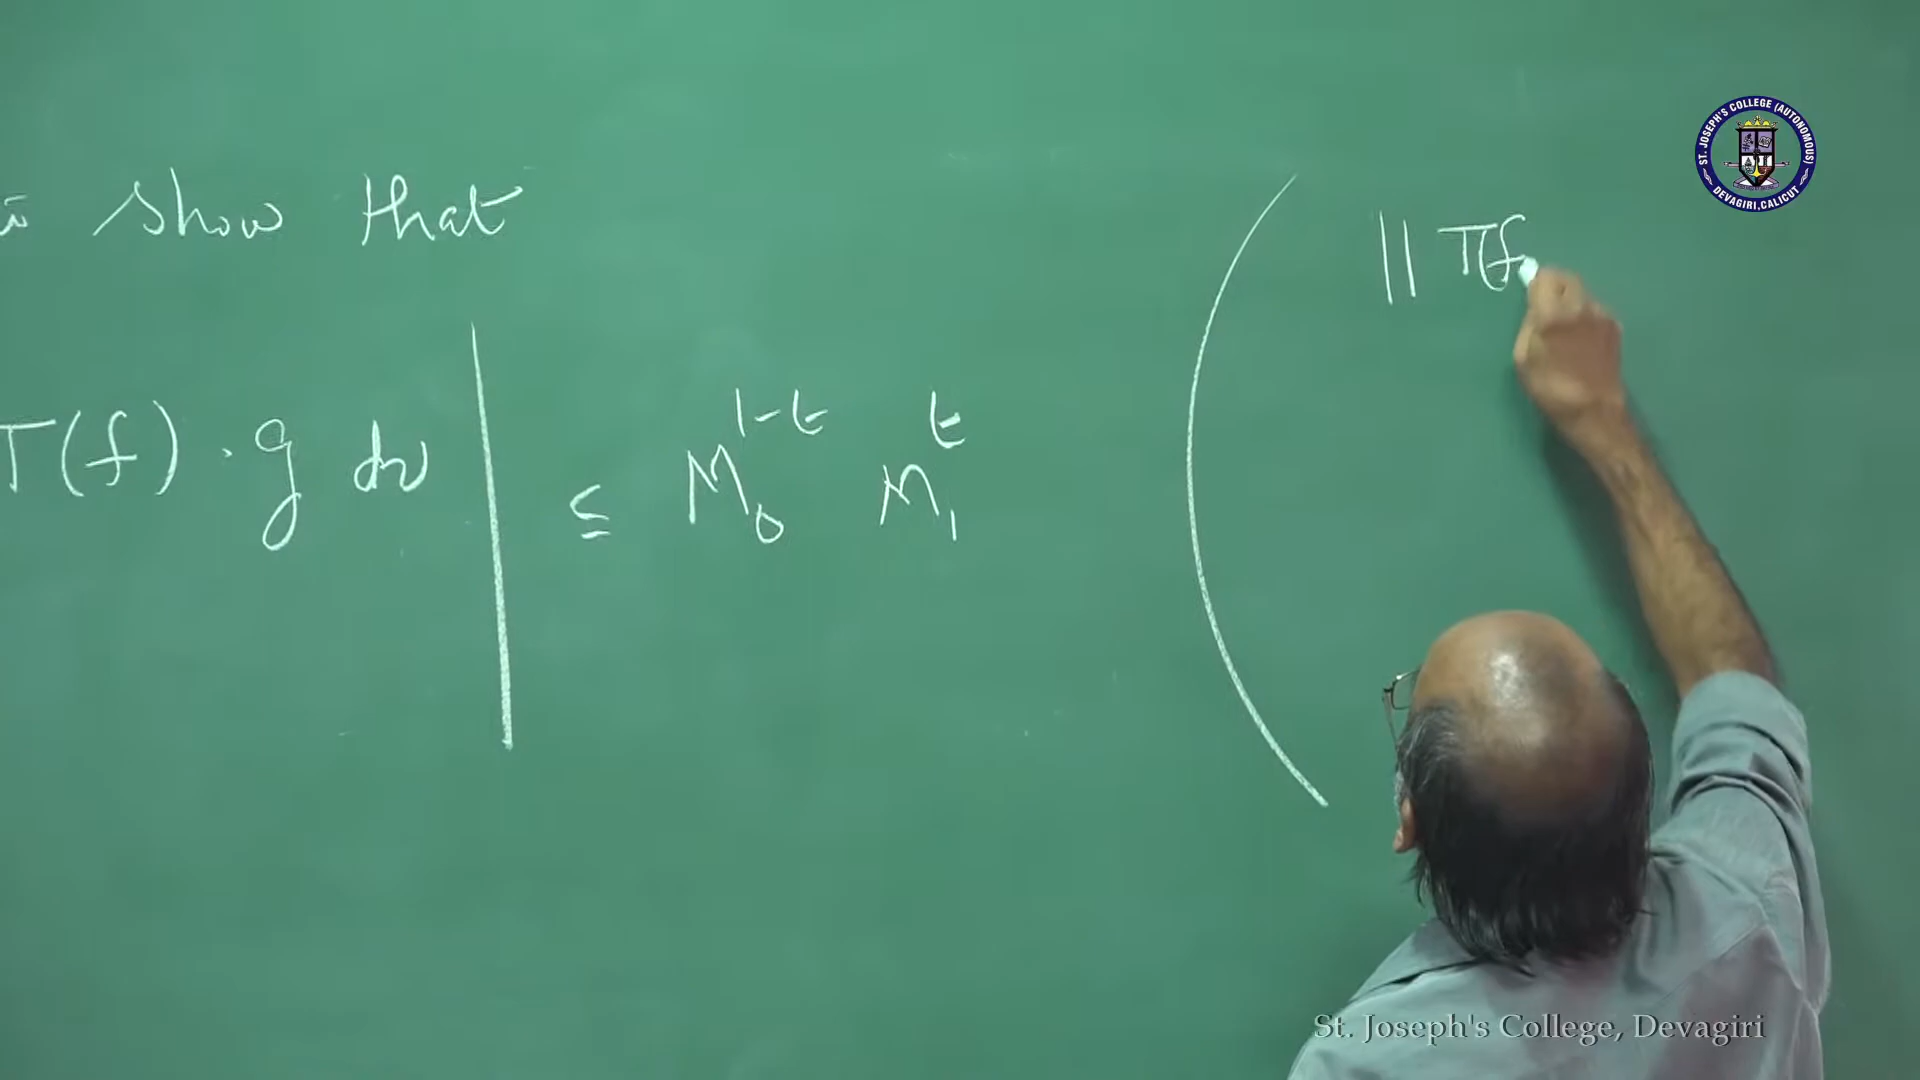 show that
T(f) . g dν | ≤ M₀^{1-t} M₁^{t}
( || T(f
ST. JOSEPH'S COLLEGE (AUTONOMOUS)
DEVAGIRI, CALICUT
St. Joseph's College, Devagiri